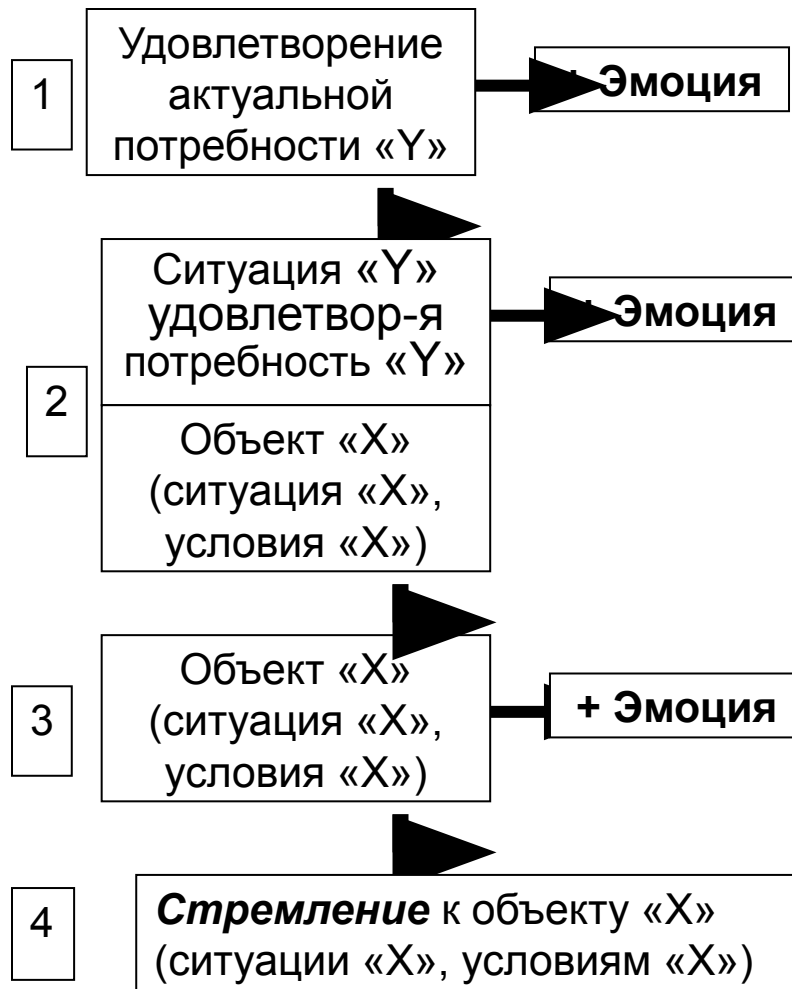 1
Удовлетворение
актуальной
потребности «Y»
+ Эмоция
Ситуация «Y»
удовлетвор-я
потребность «Y»
+ Эмоция
2
Объект «X»
(ситуация «X»,
условия «X»)
3
Объект «X»
(ситуация «X»,
условия «X»)
+ Эмоция
4
Стремление к объекту «X»
(ситуации «X», условиям «X»)